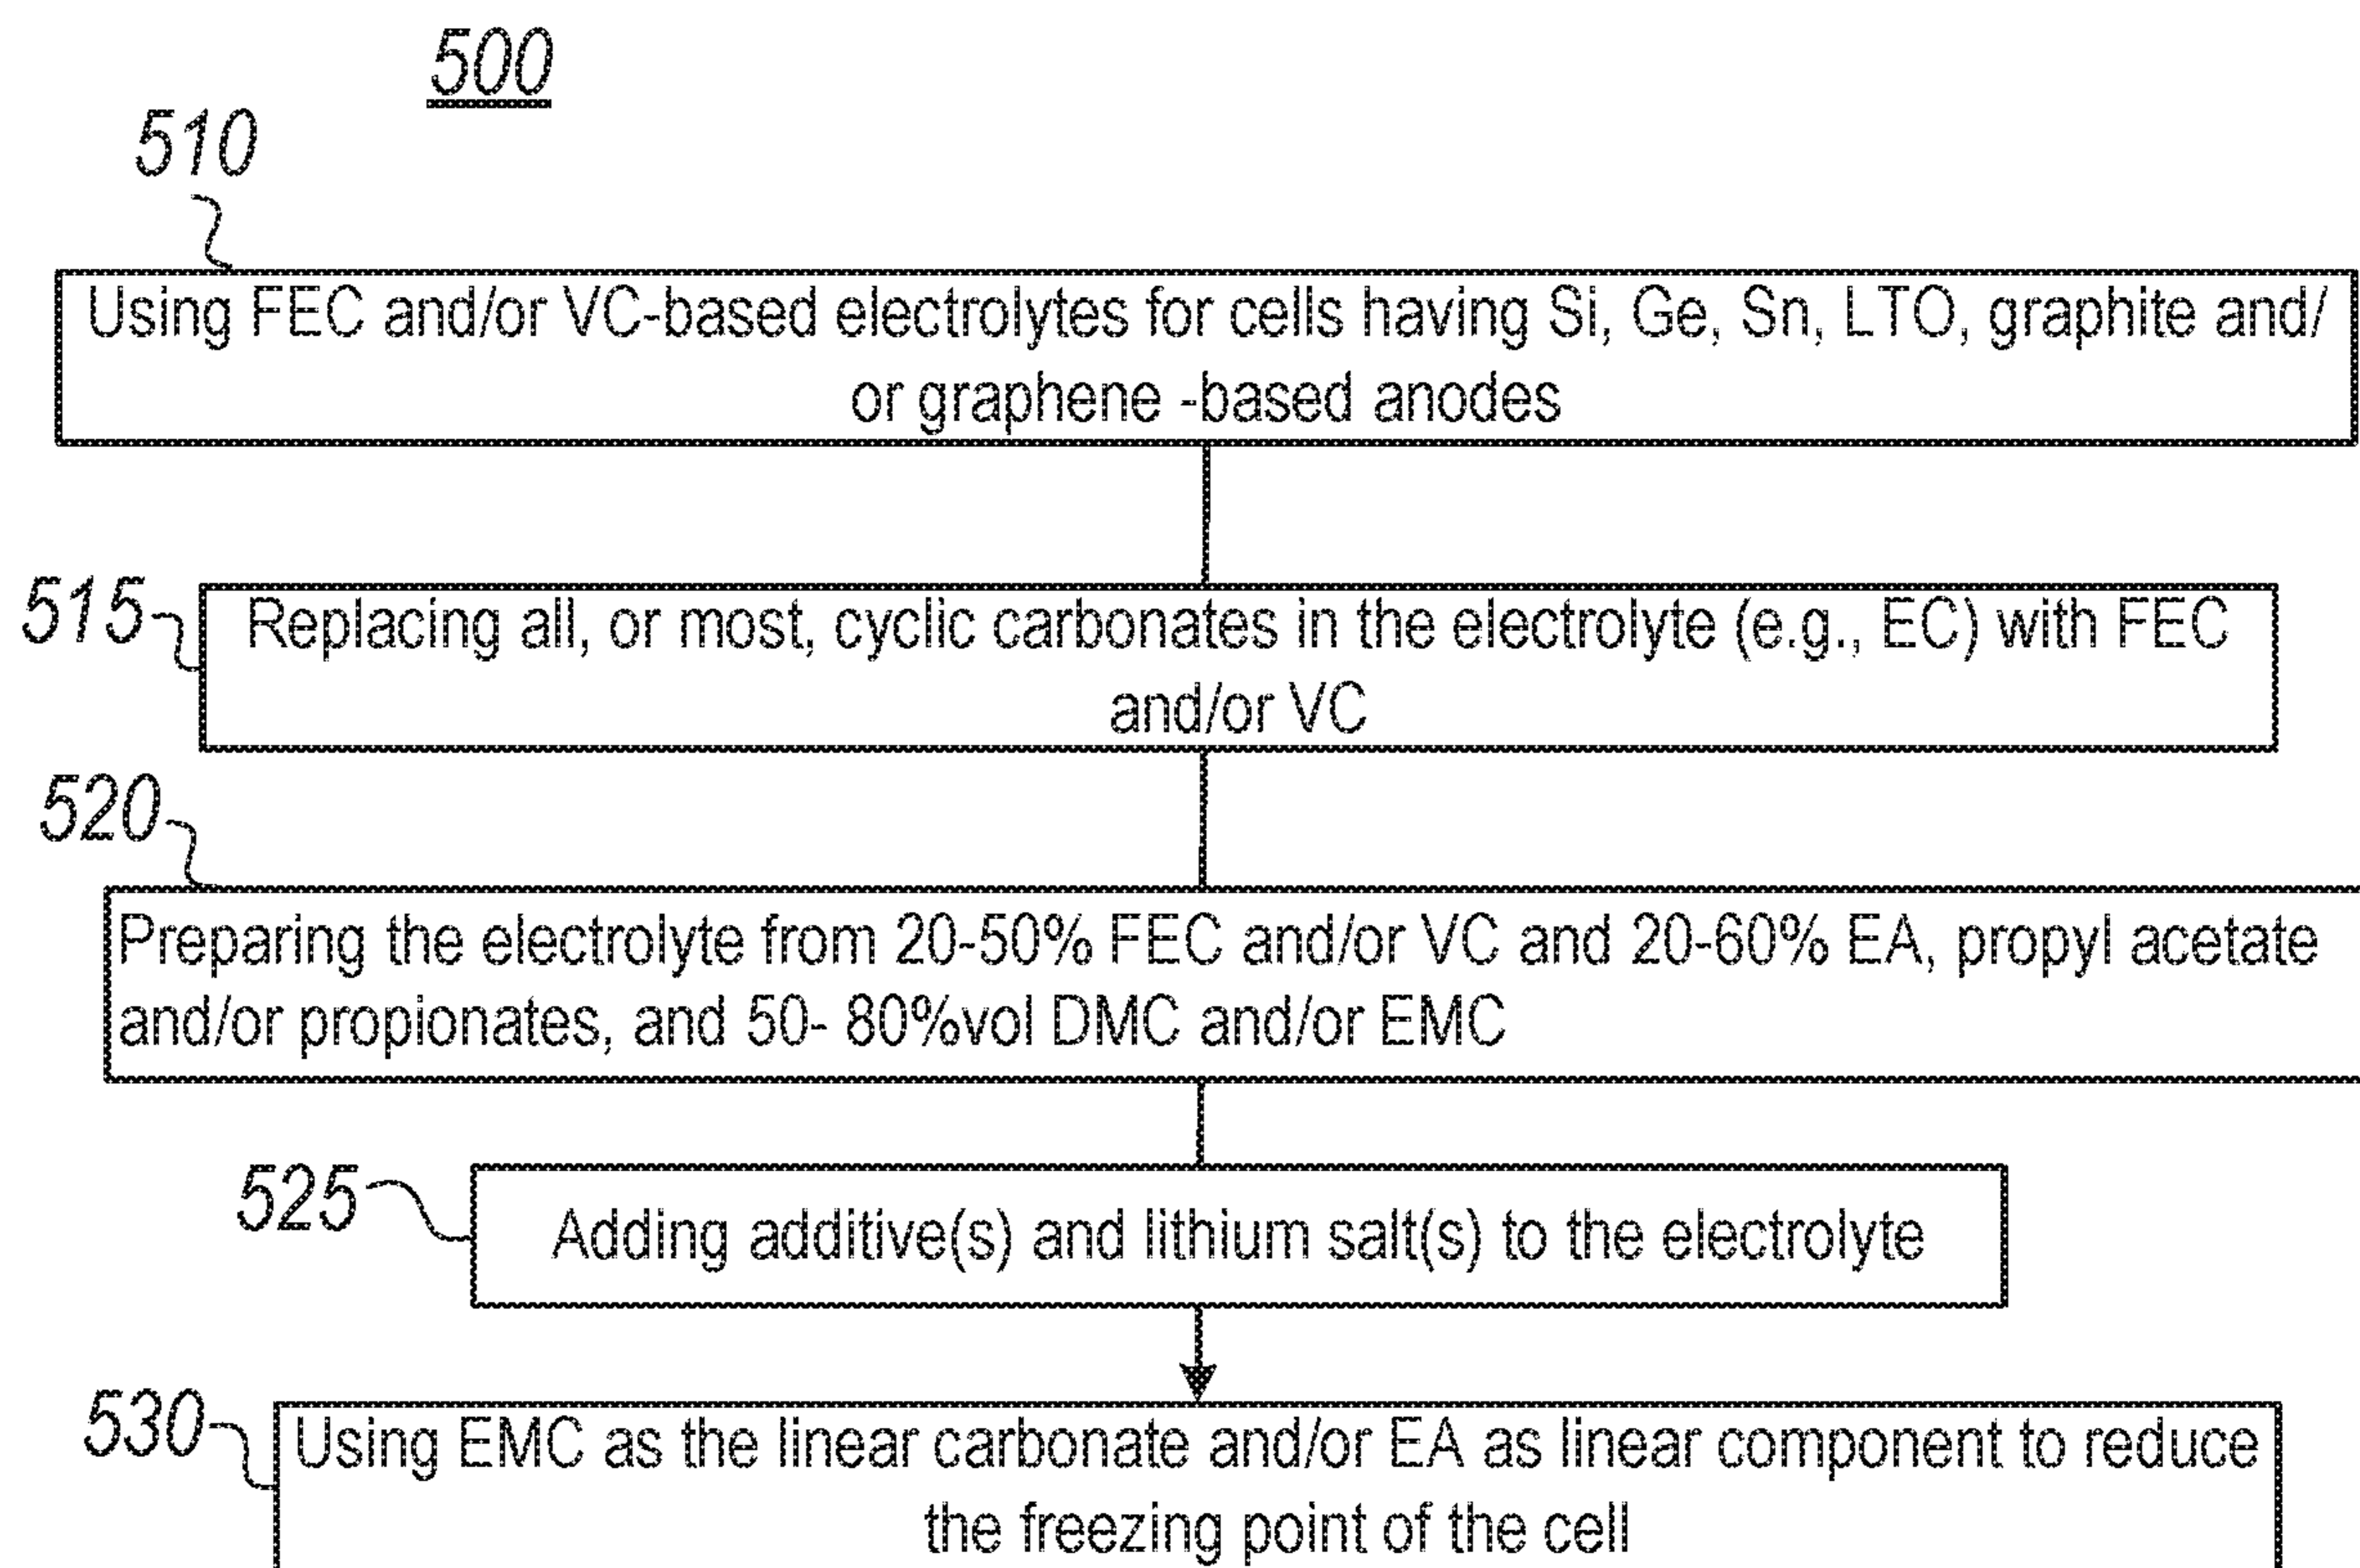 500
510
Using FEC and/or VC-based electrolytes for cells having Si, Ge, Sn, LTO, graphite and/
or graphene -based anodes
515
Replacing all, or most, cyclic carbonates in the electrolyte (e.g., EC) with FEC
and/or VC
520
Preparing the electrolyte from 20-50% FEC and/or VC and 20-60% EA, propyl acetate
and/or propionates, and 50- 80%vol DMC and/or EMC
525
Adding additive(s) and lithium salt(s) to the electrolyte
530
Using EMC as the linear carbonate and/or EA as linear component to reduce
the freezing point of the cell